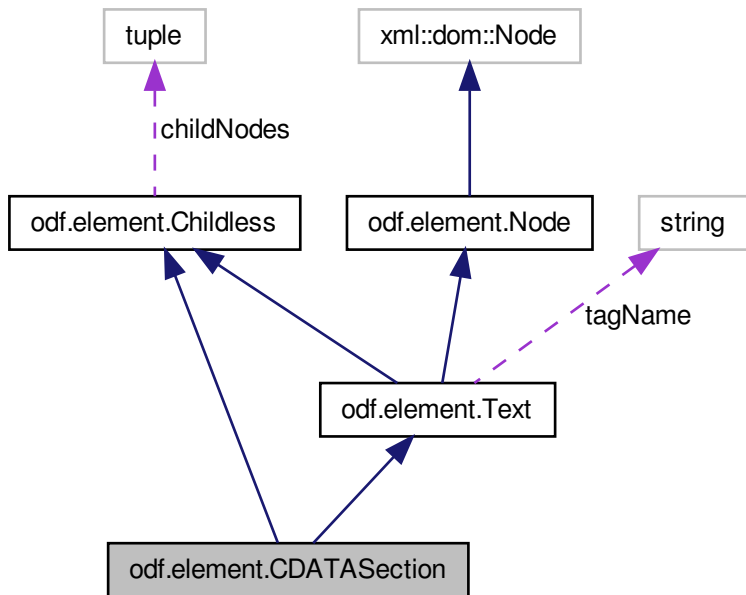 tuple
xml::dom::Node
childNodes
odf.element.Childless
odf.element.Node
string
tagName
odf.element.Text
odf.element.CDATASection